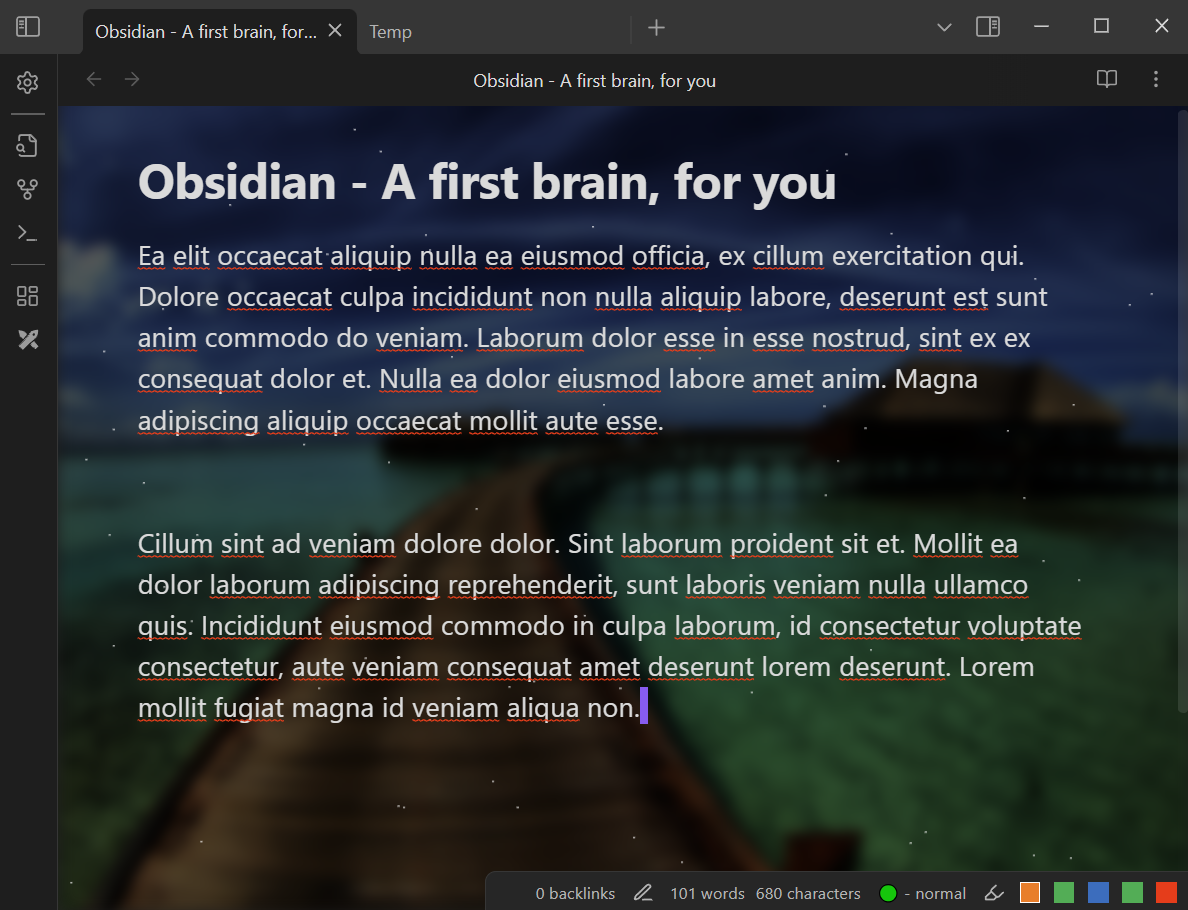 Obsidian - A first brain, for...
Temp
Obsidian - A first brain, for you
Obsidian - A first brain, for you
Ea elit occaecat aliquip nulla ea eiusmod officia, ex cillum exercitation qui.
Dolore occaecat culpa incididunt non nulla aliquip labore, deserunt est sunt
anim commodo do veniam. Laborum dolor esse in esse nostrud, sint ex ex
consequat dolor et. Nulla ea dolor eiusmod labore amet anim. Magna
adipiscing aliquip occaecat mollit aute esse.
Cillum sint ad veniam dolore dolor. Sint laborum proident sit et. Mollit ea
dolor laborum adipiscing reprehenderit, sunt laboris veniam nulla ullamco
quis. Incididunt eiusmod commodo in culpa laborum, id consectetur voluptate
consectetur, aute veniam consequat amet deserunt lorem deserunt. Lorem
mollit fugiat magna id veniam aliqua non.
0 backlinks 101 words 680 characters - normal